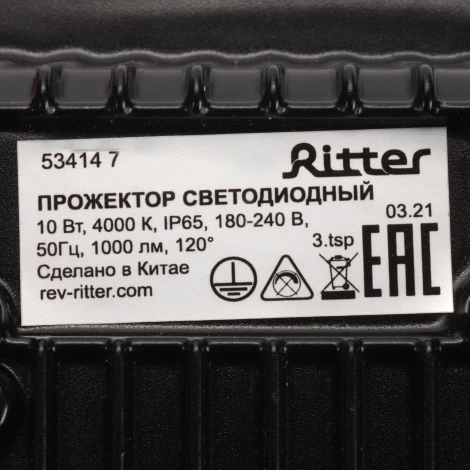 53414 7
Ritter
ПРОЖЕКТОР СВЕТОДИОДНЫЙ
10 Вт, 4000 К, IP65, 180-240 В,
03.21
50Гц, 1000 лм, 120°
3.tsp
Сделано в Китае
rev-ritter.com
EAC